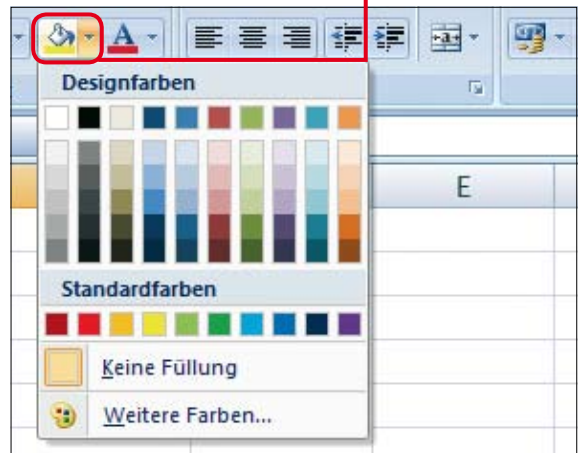 A
a
Designfarben
E
Standardfarben
Keine Füllung
Weitere Farben...